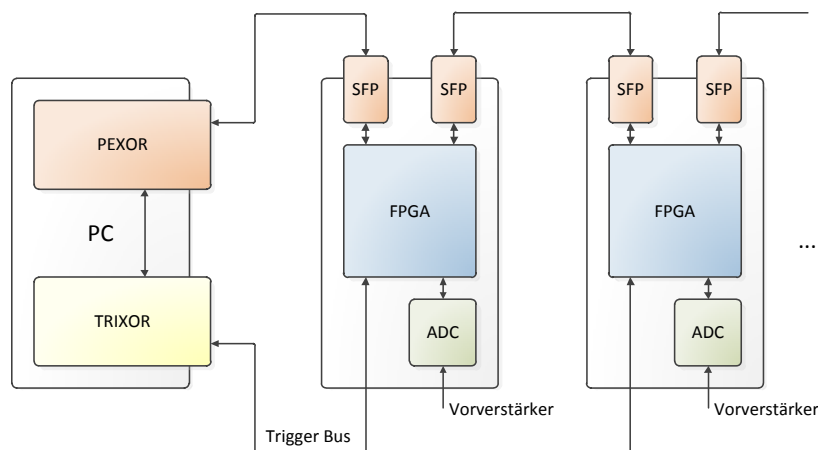 SFP
SFP
SFP
SFP
PEXOR
FPGA
FPGA
PC
...
TRIXOR
ADC
ADC
Vorverstärker
Vorverstärker
Trigger Bus